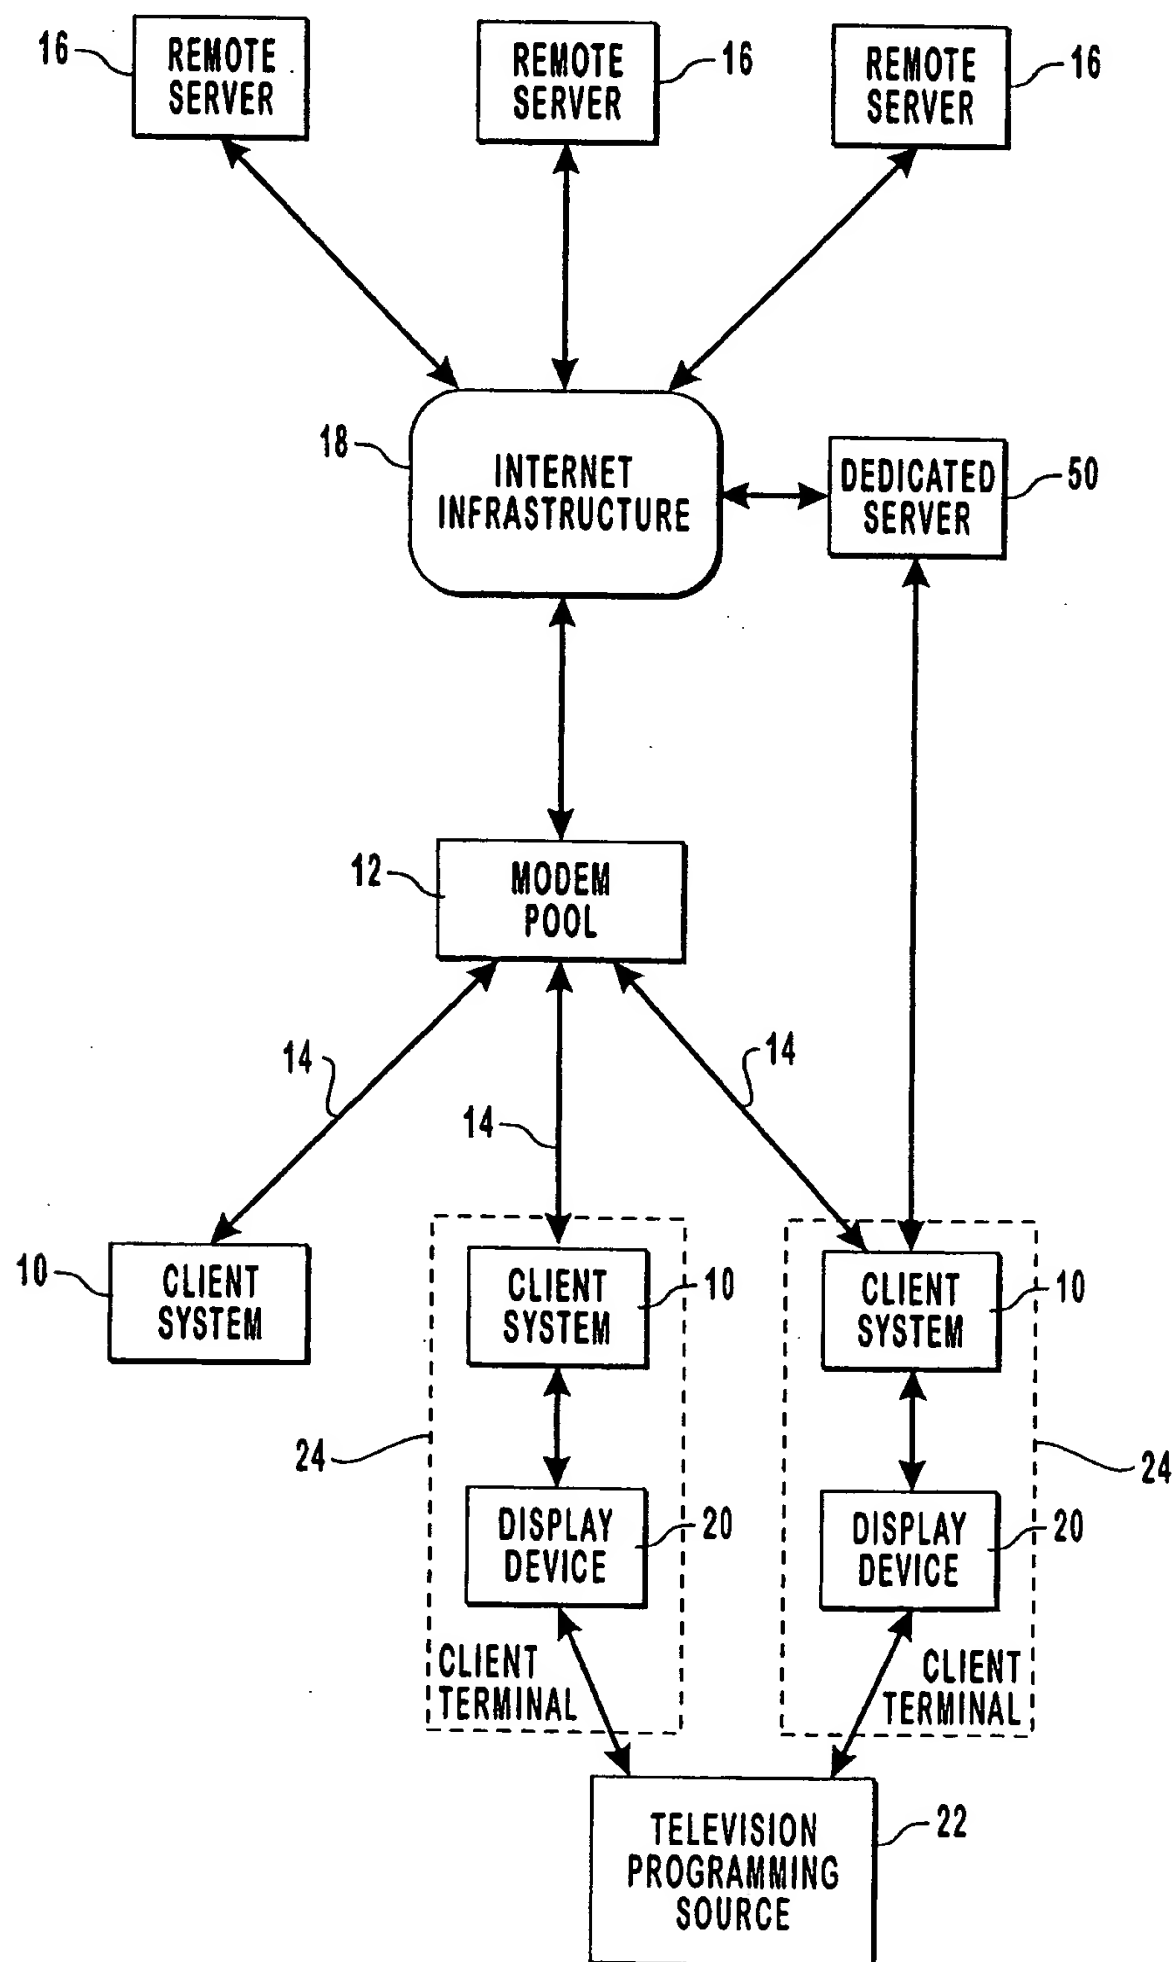 16
REMOTE
SERVER
REMOTE
SERVER
16
REMOTE
SERVER
16
18
INTERNET
INFRASTRUCTURE
DEDICATED
SERVER
50
12
MODEM
POOL
14
14
14
10
CLIENT
SYSTEM
CLIENT
SYSTEM
10
CLIENT
SYSTEM
10
24
24
DISPLAY
DEVICE
20
DISPLAY
DEVICE
20
CLIENT
TERMINAL
CLIENT
TERMINAL
TELEVISION
PROGRAMMING
SOURCE
22